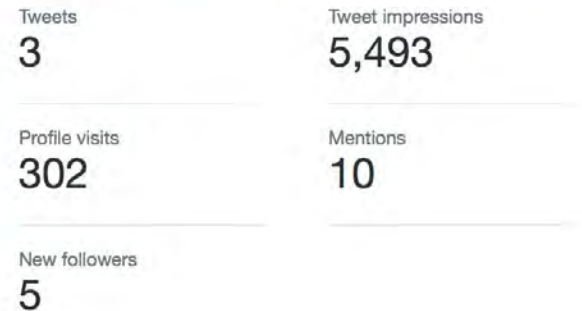 Tweets
3
Tweet impressions
5,493
Profile visits
302
Mentions
10
New followers
5